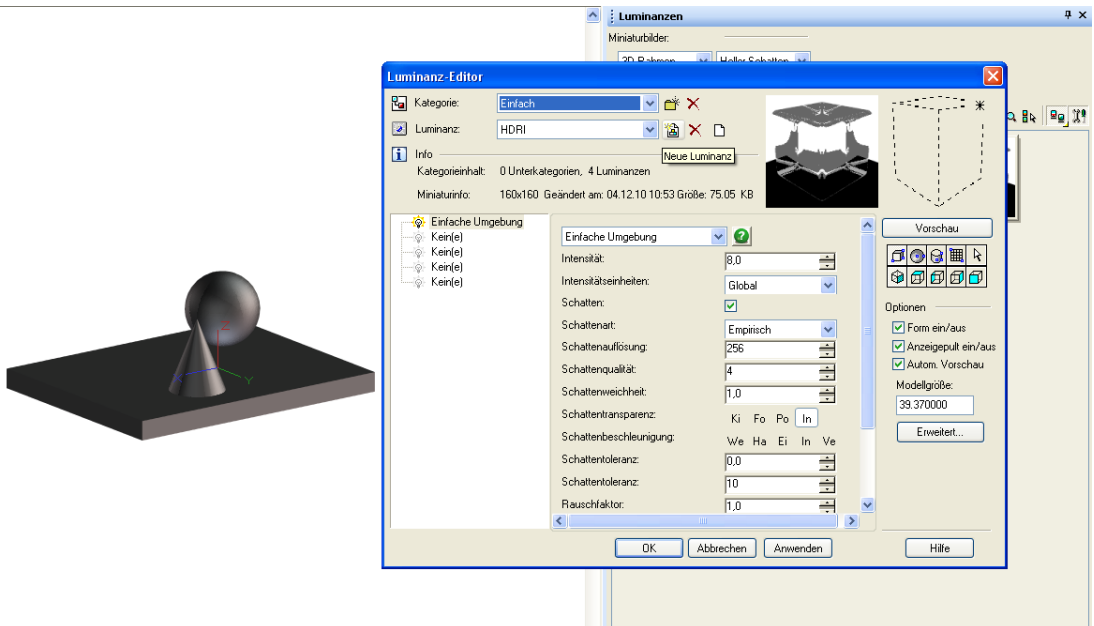 Luminanzen
Miniaturbilder:
3D-Rahmen Heller Schatten
Luminanz-Editor
Kategorie: Einfach
Luminanz: HDRI
Neue Luminanz
Info
Kategorieinhalt: 0 Unterkategorien, 4 Luminanzen
Miniaturinfo: 160x160 Geändert am: 04.12.10 10:53 Größe: 75.05 KB
Einfache Umgebung
Kein(e)
Kein(e)
Kein(e)
Kein(e)
Einfache Umgebung
Intensität: 8,0
Intensitätseinheiten: Global
Schatten:
Schattenart: Empirisch
Schattenauflösung: 256
Schattenqualität: 4
Schattenweichheit: 1,0
Schattentransparenz: Ki Fo Po In
Schattenbeschleunigung: We Ha Ei In Ve
Schattentoleranz: 0,0
Schattentoleranz: 10
Rauschfaktor: 1,0
Vorschau
Optionen
Form ein/aus
Anzeigepult ein/aus
Autom. Vorschau
Modellgröße:
39.370000
Erweitert...
OK Abbrechen Anwenden Hilfe
Z
X
Y